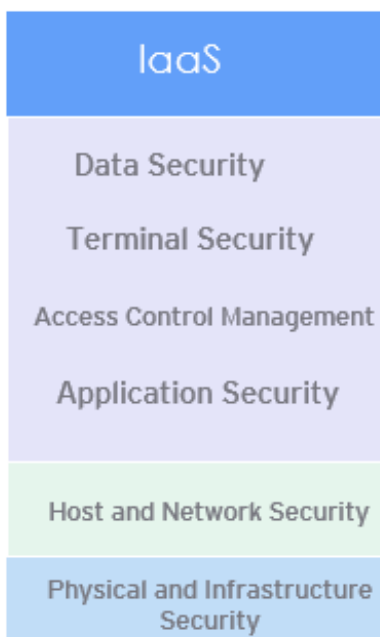 IaaS
Data Security
Terminal Security
Access Control Management
Application Security
Host and Network Security
Physical and Infrastructure
Security